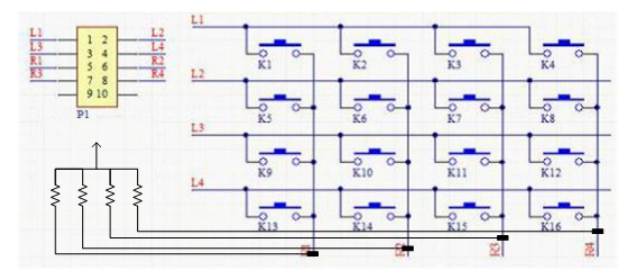 L1
L1 1 2 L2
L3 3 4 L4
R1 5 6 R2
R3 7 8 R4
9 10
P1
K1 K2 K3 K4
L2
K5 K6 K7 K8
L3
K9 K10 K11 K12
L4
K13 K14 K15 K16
R3 R4